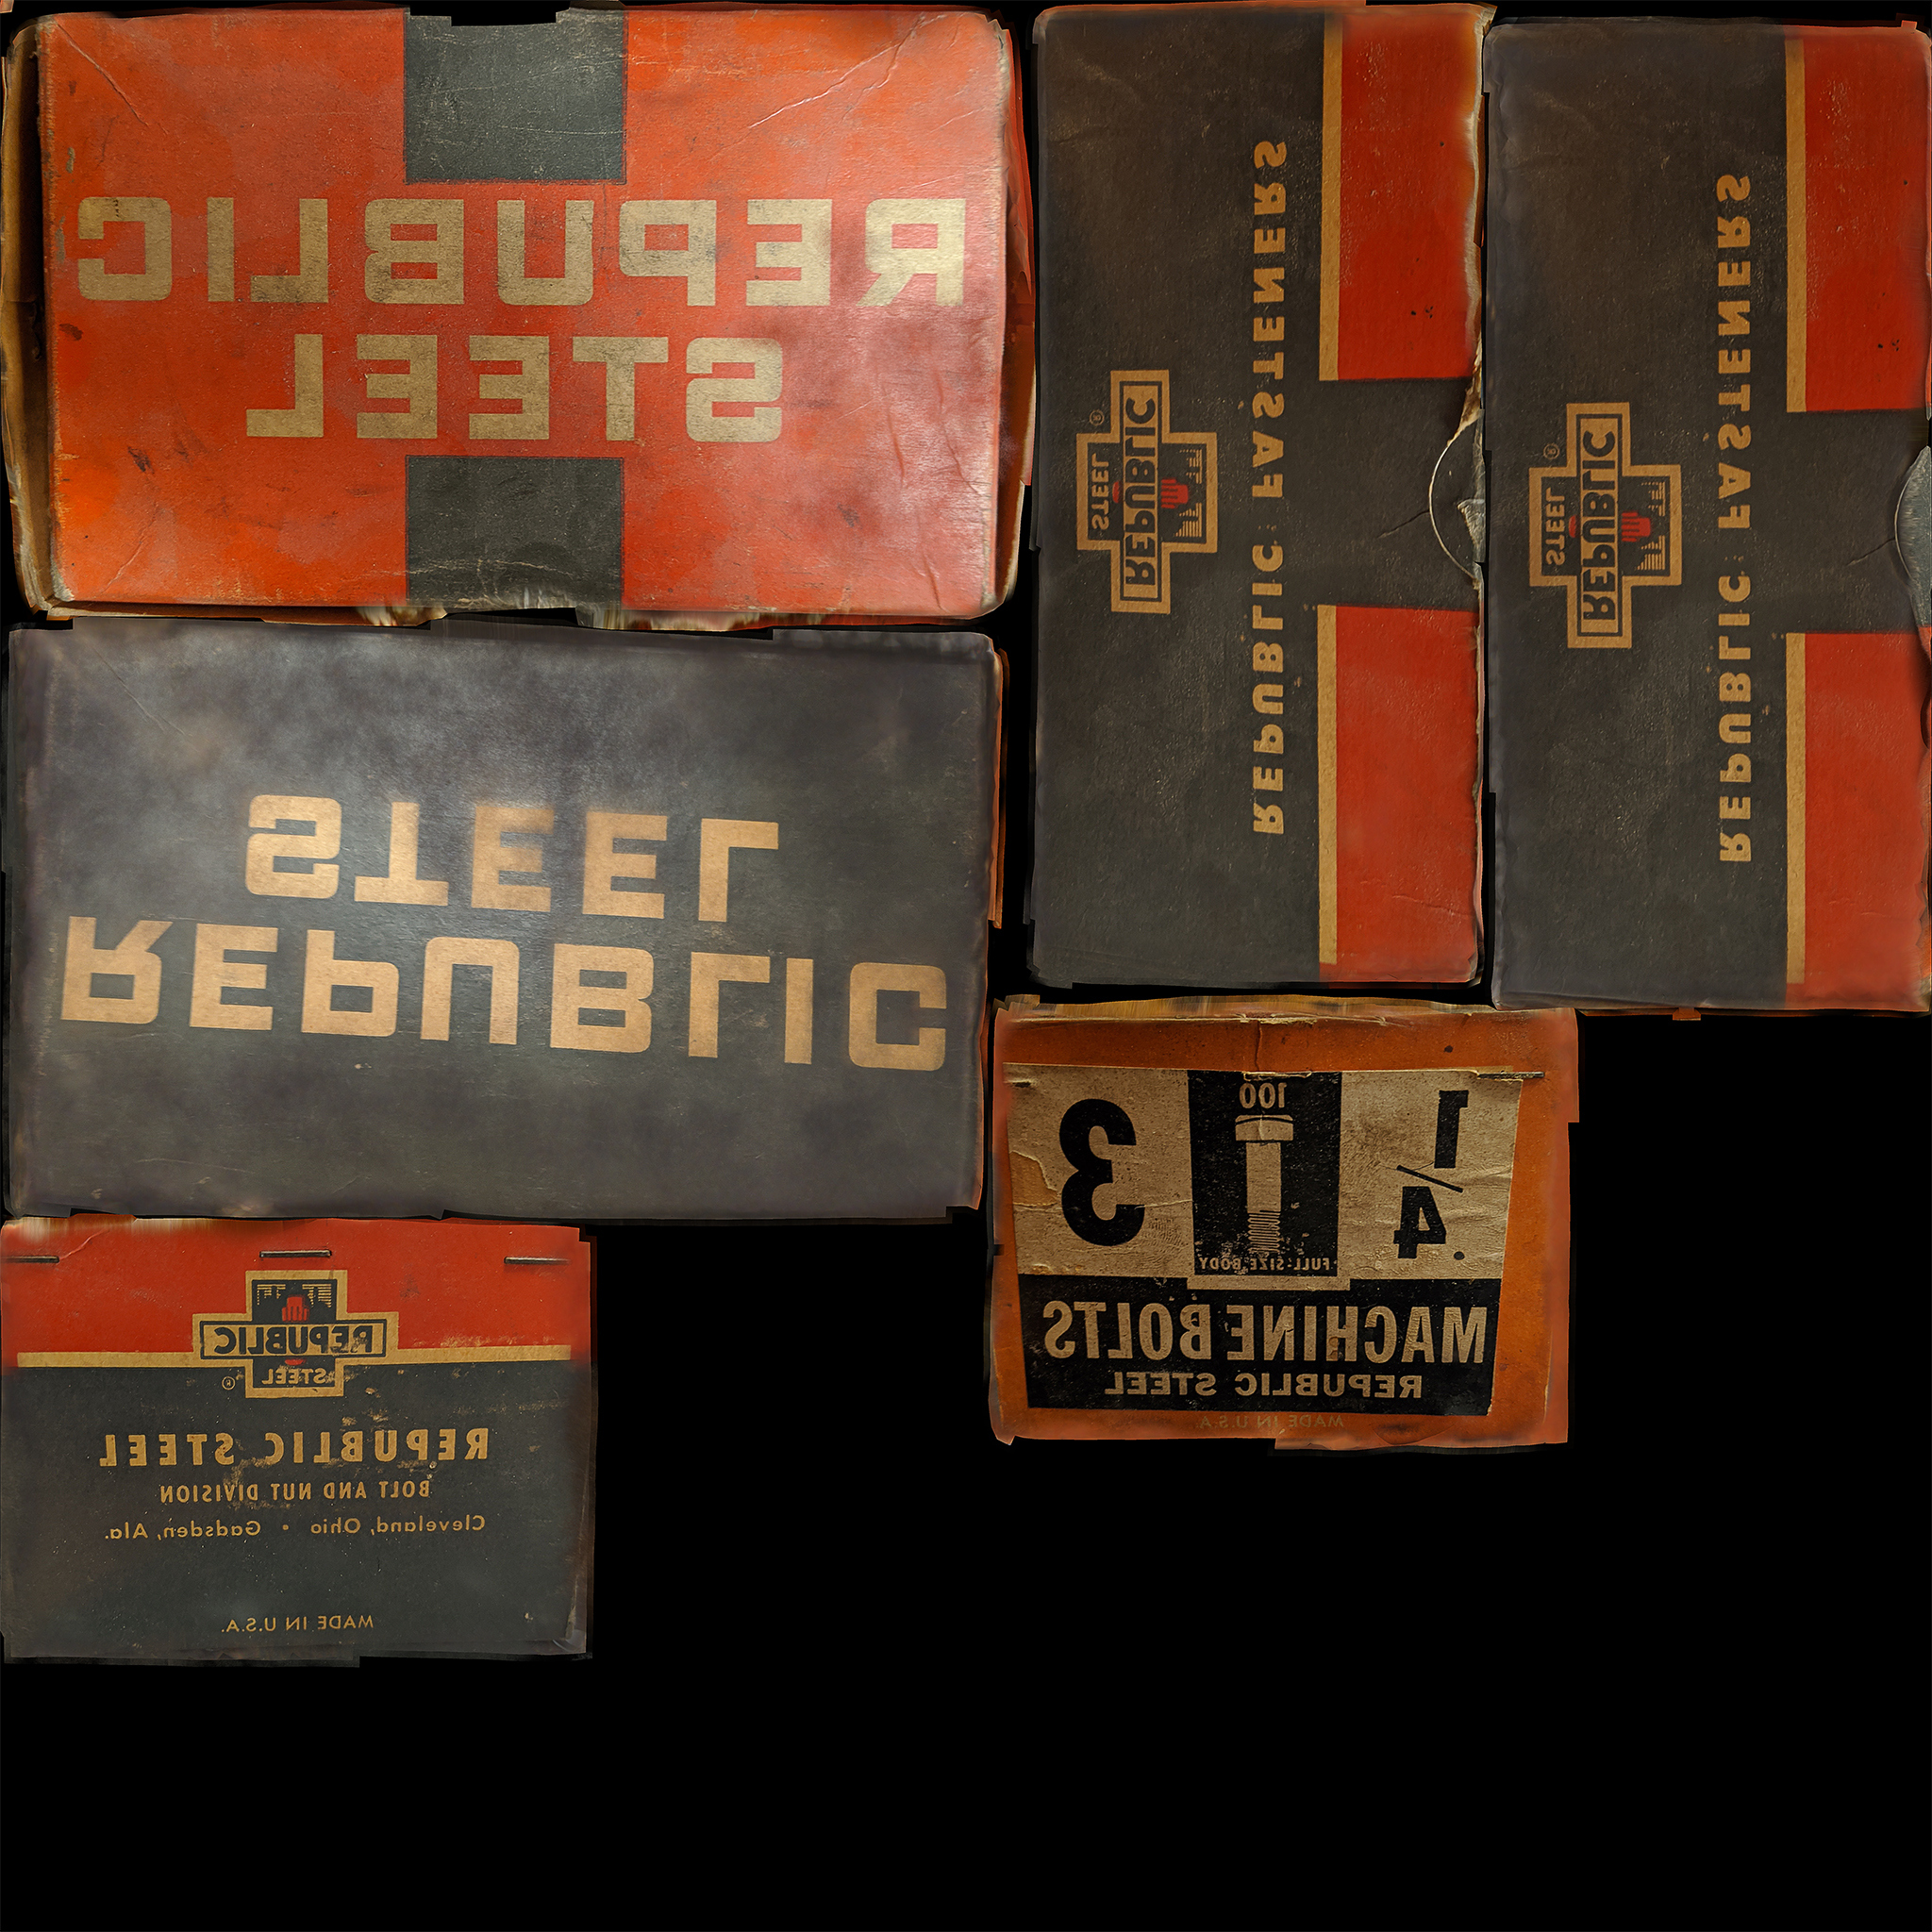 REPUBLIC
STEEL
STEEL
REPUBLIC
REPUBLIC
STEEL
®
REPUBLIC FASTENERS
REPUBLIC
STEEL
®
REPUBLIC FASTENERS
REPUBLIC
STEEL
®
REPUBLIC STEEL
BOLT AND NUT DIVISION
Cleveland, Ohio • Gadsden, Ala.
MADE IN U.S.A.
1/4 100 3
FULL-SIZE BODY
MACHINE BOLTS
REPUBLIC STEEL
MADE IN U.S.A.